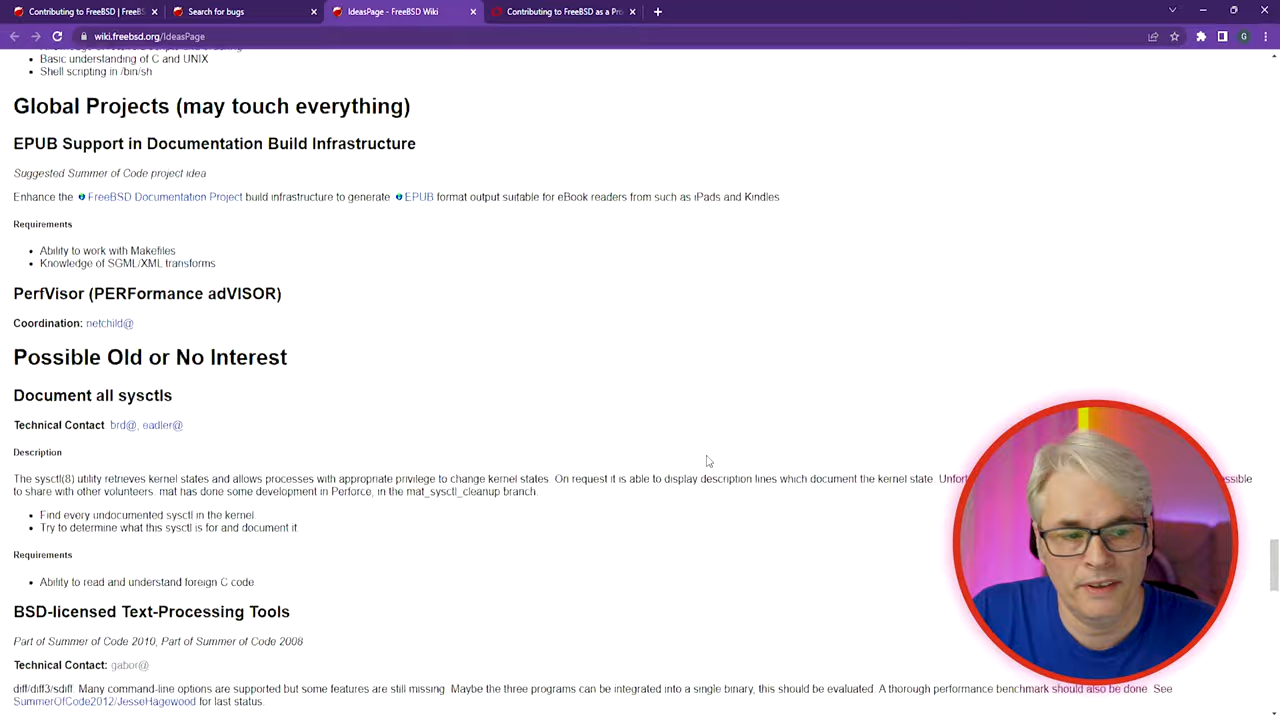 Contributing to FreeBSD | FreeBS
Search for bugs
IdeasPage - FreeBSD Wiki
Contributing to FreeBSD as a Pro
wiki.freebsd.org/IdeasPage
G
Basic understanding of C and UNIX
Shell scripting in /bin/sh
Global Projects (may touch everything)
EPUB Support in Documentation Build Infrastructure
Suggested Summer of Code project idea
Enhance the FreeBSD Documentation Project build infrastructure to generate EPUB format output suitable for eBook readers from such as iPads and Kindles
Requirements
Ability to work with Makefiles
Knowledge of SGML/XML transforms
PerfVisor (PERFormance adVISOR)
Coordination: netchild@
Possible Old or No Interest
Document all sysctls
Technical Contact brd@, eadler@
Description
The sysctl(8) utility retrieves kernel states and allows processes with appropriate privilege to change kernel states. On request it is able to display description lines which document the kernel state.
to share with other volunteers. mat has done some development in Perforce, in the mat_sysctl_cleanup branch.
Find every undocumented sysctl in the kernel.
Try to determine what this sysctl is for and document it
Requirements
Ability to read and understand foreign C code
BSD-licensed Text-Processing Tools
Part of Summer of Code 2010, Part of Summer of Code 2008
Technical Contact: gabor@
diff/diff3/sdiff. Many command-line options are supported but some features are still missing. Maybe the three programs can be integrated into a single binary, this should be evaluated. A thorough performance benchmark should also be done. See
SummerOfCode2012/JesseHagewood for last status.